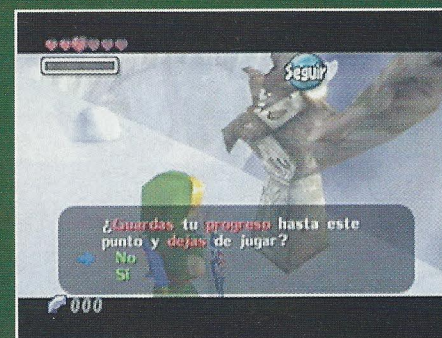 Seguir
¿Guardas tu progreso hasta este
punto y dejas de jugar?
No
Sí
000